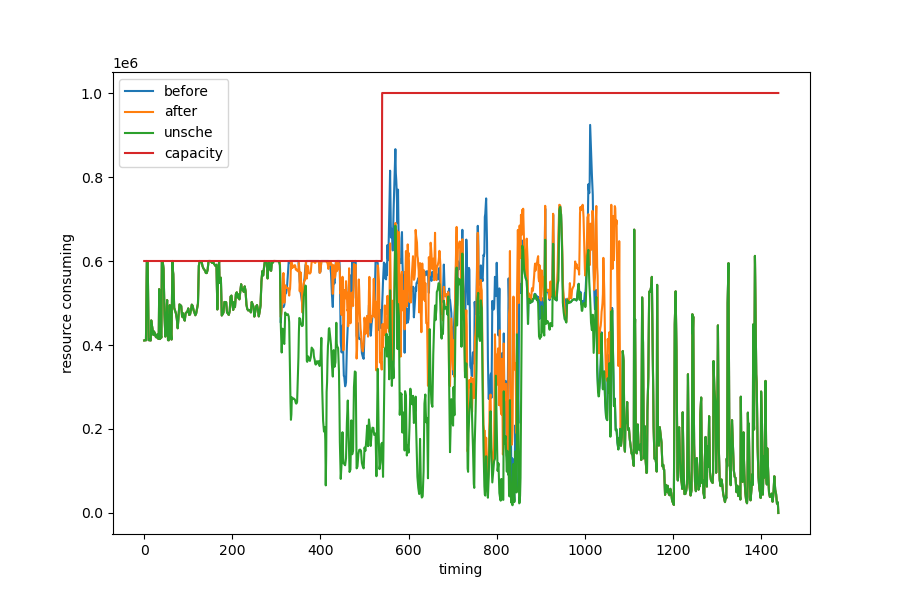 1e6
before
after
unsche
capacity
1.0
0.8
0.6
0.4
0.2
0.0
resource consuming
0 200 400 600 800 1000 1200 1400
timing